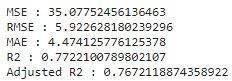 MSE : 35.07752456136463
RMSE : 5.922628180239296
MAE : 4.474125776125378
R2 : 0.7722100789802107
Adjusted R2 : 0.7672118874358922